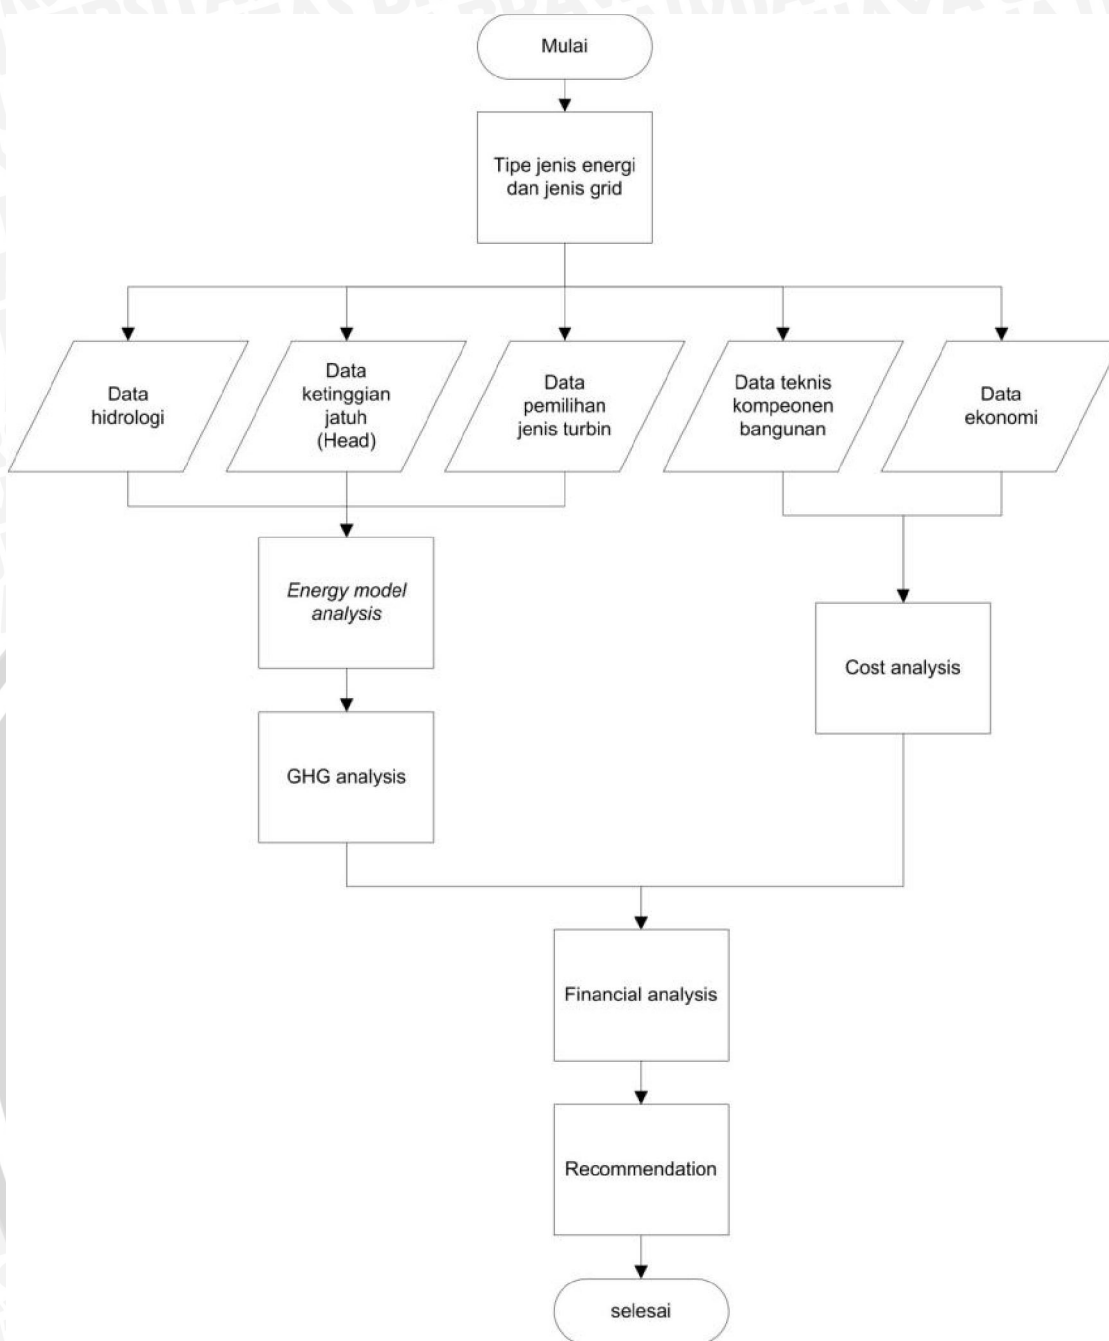 Mulai
Tipe jenis energi
dan jenis grid
Data
hidrologi
Data
ketinggian
jatuh
(Head)
Data
pemilihan
jenis turbin
Data teknis
kompeonen
bangunan
Data
ekonomi
Energy model
analysis
Cost analysis
GHG analysis
Financial analysis
Recommendation
selesai